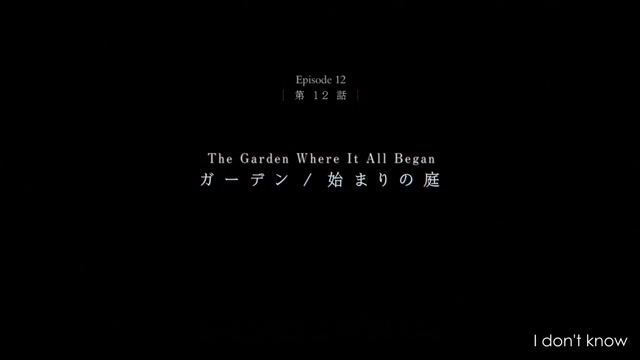 Episode 12
| 第 12 話 |
The Garden Where It All Began
ガーデン / 始まりの庭
I don't know